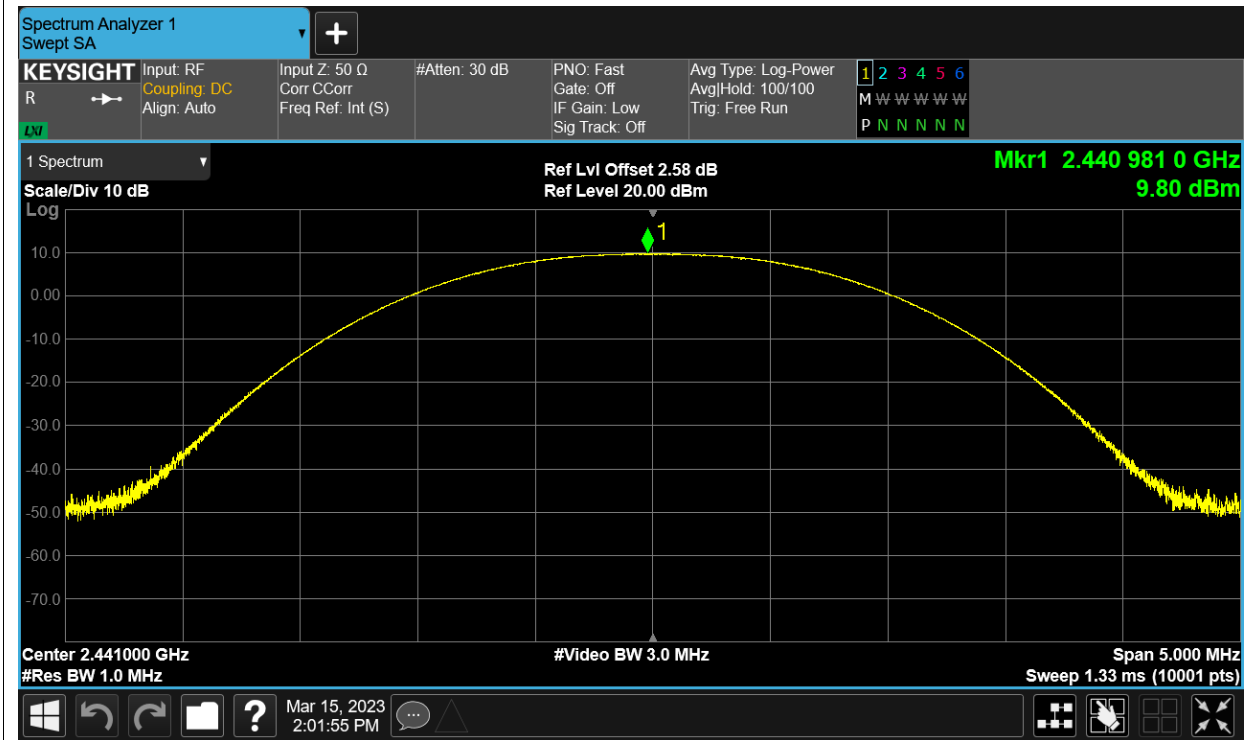 Spectrum Analyzer 1
Swept SA
KEYSIGHT
R
LXI
Input: RF
Coupling: DC
Align: Auto
Input Z: 50 Ω
Corr CCorr
Freq Ref: Int (S)
#Atten: 30 dB
PNO: Fast
Gate: Off
IF Gain: Low
Sig Track: Off
Avg Type: Log-Power
Avg|Hold: 100/100
Trig: Free Run
1 2 3 4 5 6
M W W W W W
P N N N N N
1 Spectrum
Scale/Div 10 dB
Ref Lvl Offset 2.58 dB
Ref Level 20.00 dBm
Mkr1 2.440 981 0 GHz
9.80 dBm
Log
1
10.0
0.00
-10.0
-20.0
-30.0
-40.0
-50.0
-60.0
-70.0
Center 2.441000 GHz
#Res BW 1.0 MHz
#Video BW 3.0 MHz
Span 5.000 MHz
Sweep 1.33 ms (10001 pts)
?
Mar 15, 2023
2:01:55 PM